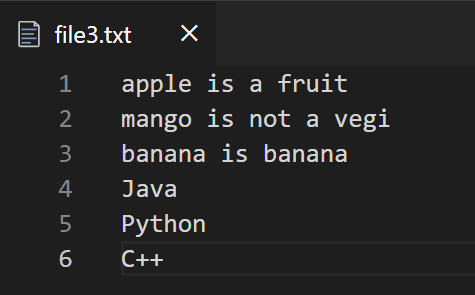 file3.txt
1 apple is a fruit
2 mango is not a vegi
3 banana is banana
4 Java
5 Python
6 C++